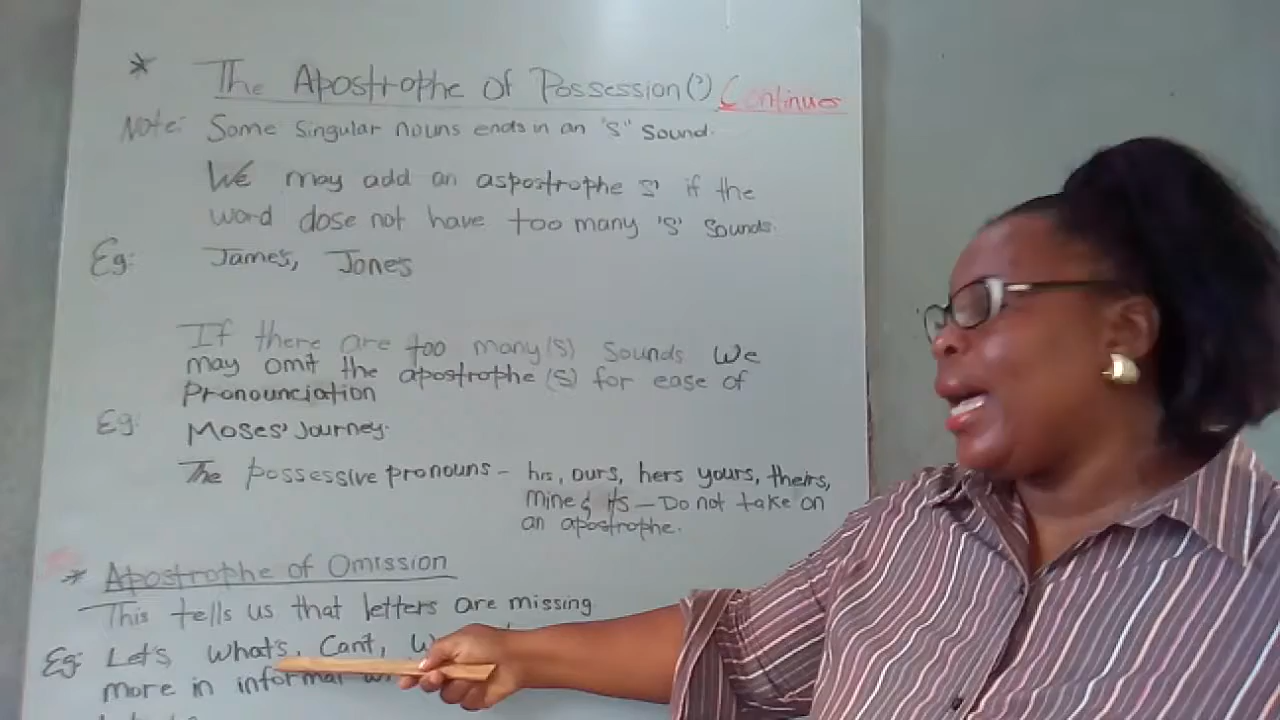 * The Apostrophe of Possession(') Continues
Note: Some singular nouns ends in an "s" sound.
We may add an aspostrophe s' if the
word dose not have too many 's' sounds.
Eg: James, Jones
If there are too many (s) sounds we
may omit the apostrophe (s) for ease of
Pronounciation
Eg: Moses' Journey.
The possessive pronouns - his, ours, hers yours, theirs,
mine & its - Do not take on
an apostrophe.
* Apostrophe of Omission
This tells us that letters are missing
Eg: Let's, what's, Can't,
more in informal